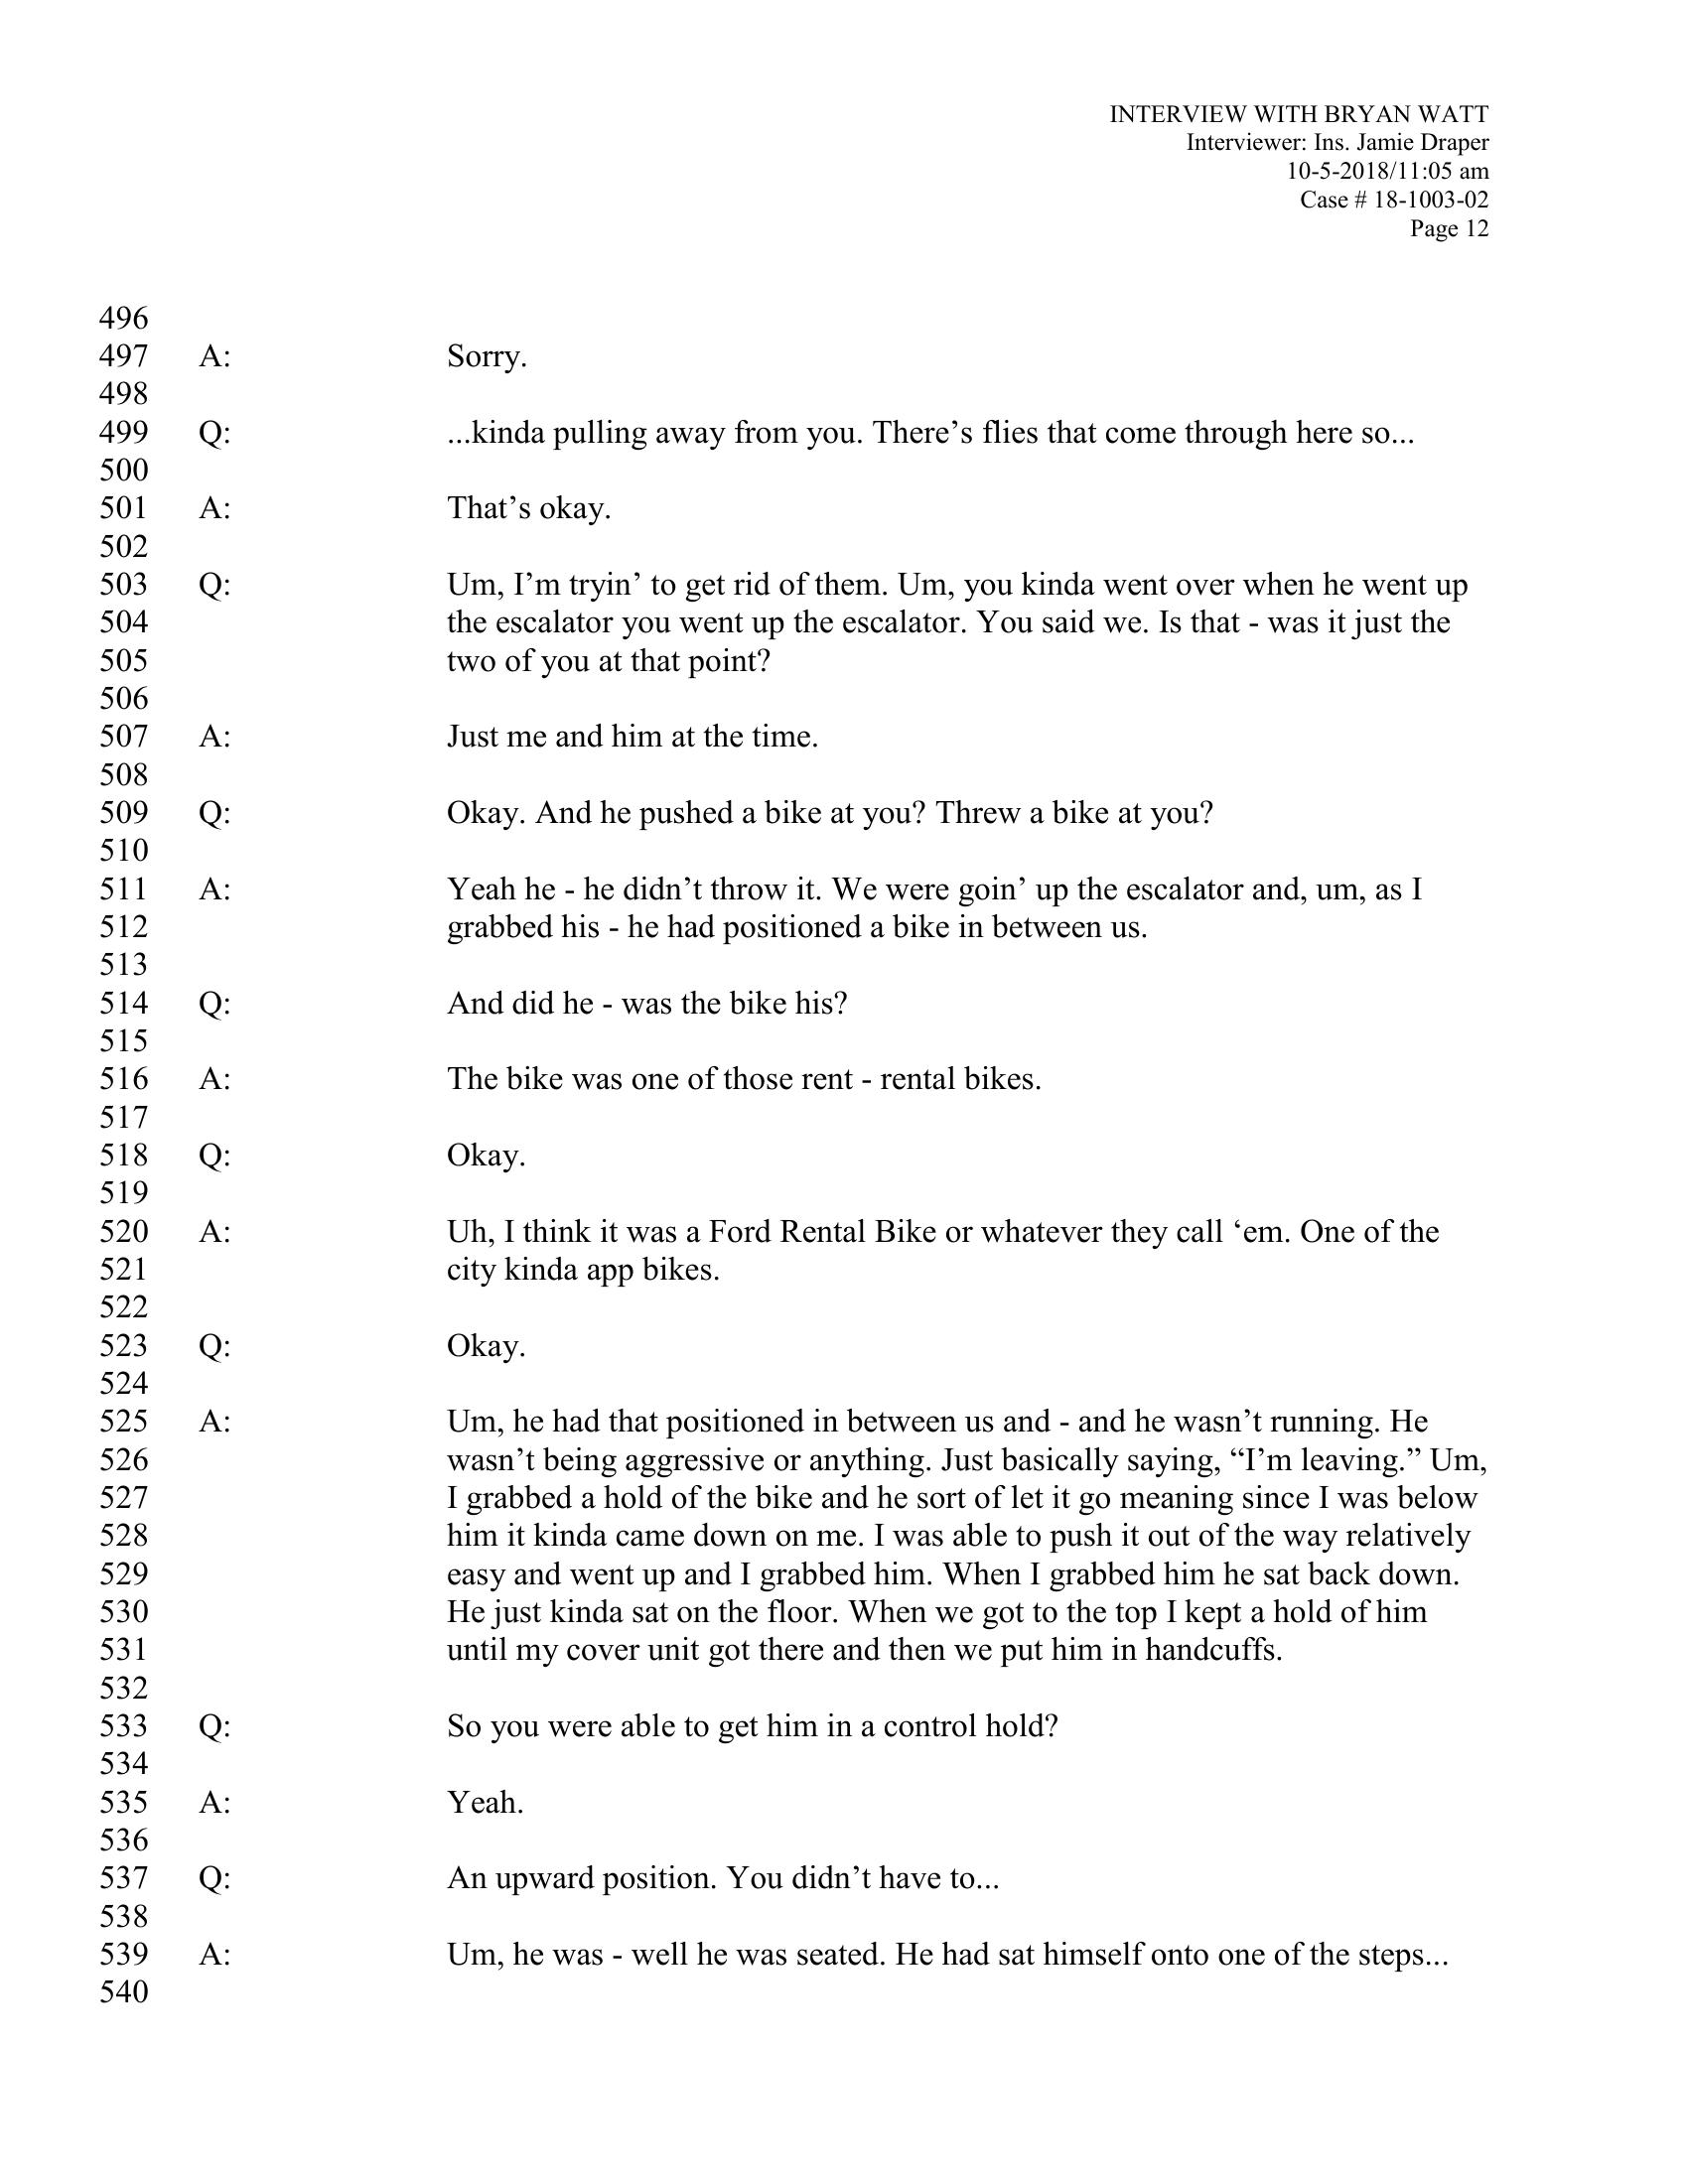 INTERVIEW WITH BRYAN WATT
Interviewer: Ins. Jamie Draper
10-5-2018/11:05 am
Case # 18-1003-02
Page 12
496
497 A: Sorry.
498
499 Q: ...kinda pulling away from you. There’s flies that come through here so...
500
501 A: That’s okay.
502
503 Q: Um, I’m tryin’ to get rid of them. Um, you kinda went over when he went up
504 the escalator you went up the escalator. You said we. Is that - was it just the
505 two of you at that point?
506
507 A: Just me and him at the time.
508
509 Q: Okay. And he pushed a bike at you? Threw a bike at you?
510
511 A: Yeah he - he didn’t throw it. We were goin’ up the escalator and, um, as I
512 grabbed his - he had positioned a bike in between us.
513
514 Q: And did he - was the bike his?
515
516 A: The bike was one of those rent - rental bikes.
517
518 Q: Okay.
519
520 A: Uh, I think it was a Ford Rental Bike or whatever they call ‘em. One of the
521 city kinda app bikes.
522
523 Q: Okay.
524
525 A: Um, he had that positioned in between us and - and he wasn’t running. He
526 wasn’t being aggressive or anything. Just basically saying, “I’m leaving.” Um,
527 I grabbed a hold of the bike and he sort of let it go meaning since I was below
528 him it kinda came down on me. I was able to push it out of the way relatively
529 easy and went up and I grabbed him. When I grabbed him he sat back down.
530 He just kinda sat on the floor. When we got to the top I kept a hold of him
531 until my cover unit got there and then we put him in handcuffs.
532
533 Q: So you were able to get him in a control hold?
534
535 A: Yeah.
536
537 Q: An upward position. You didn’t have to...
538
539 A: Um, he was - well he was seated. He had sat himself onto one of the steps...
540